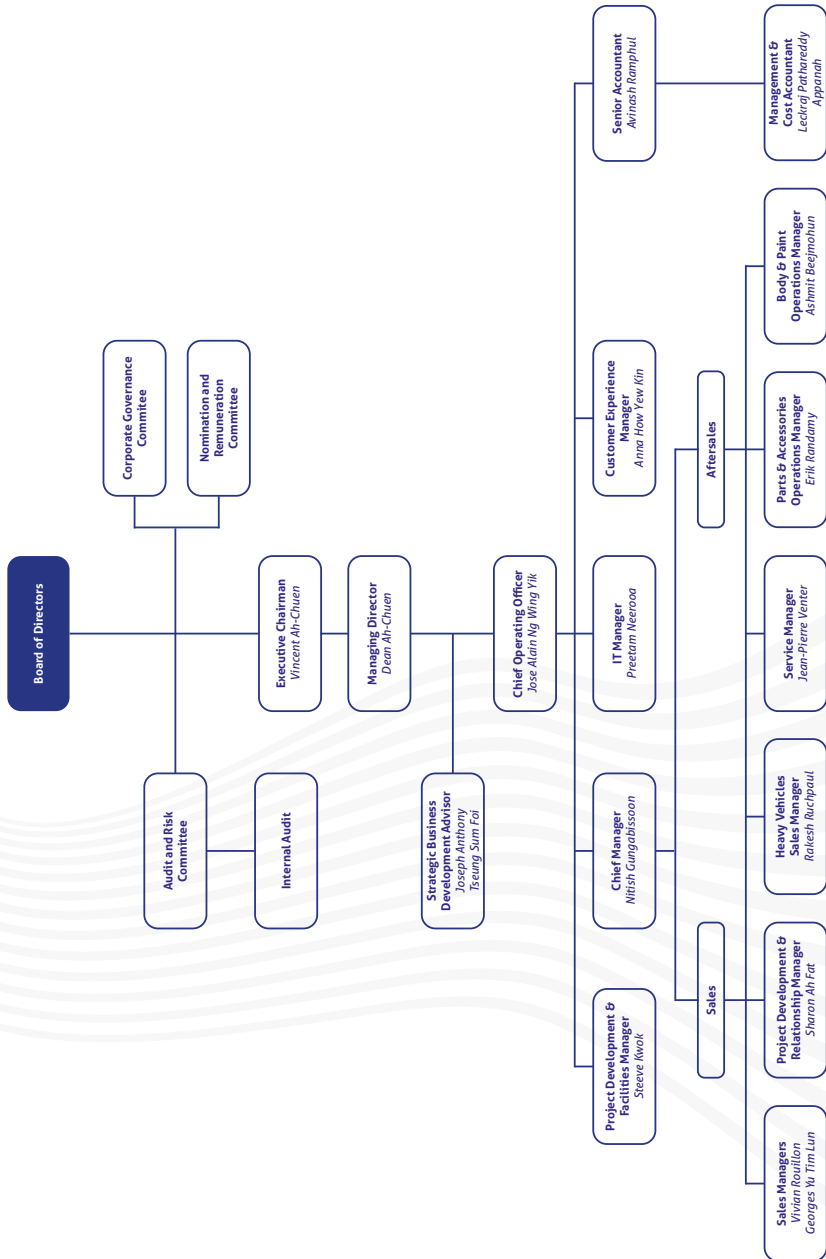 Board of Directors
Corporate Governance
Commitee
Nomination and
Remuneration
Committee
Audit and Risk
Committee
Internal Audit
Executive Chairman
Vincent Ah-Chuen
Managing Director
Dean Ah-Chuen
Strategic Business
Development Advisor
Joseph Anthony
Tseung Sum Foi
Chief Operating Officer
Jose Alain Ng Wing Yik
Project Development &
Facilities Manager
Steeve Kwok
Chief Manager
Nitish Gungabissoon
IT Manager
Preetam Neerooa
Customer Experience
Manager
Anna How Yew Kin
Senior Accountant
Avinash Ramphul
Sales
Aftersales
Sales Managers
Vivian Rouillon
Georges Yu Tim Lun
Project Development &
Relationship Manager
Sharon Ah Fat
Heavy Vehicles
Sales Manager
Rakesh Ruchpaul
Service Manager
Jean-Pierre Venter
Parts & Accessories
Operations Manager
Erik Randamy
Body & Paint
Operations Manager
Ashmit Beejmohun
Management &
Cost Accountant
Leckraj Pathareddy
Appanah